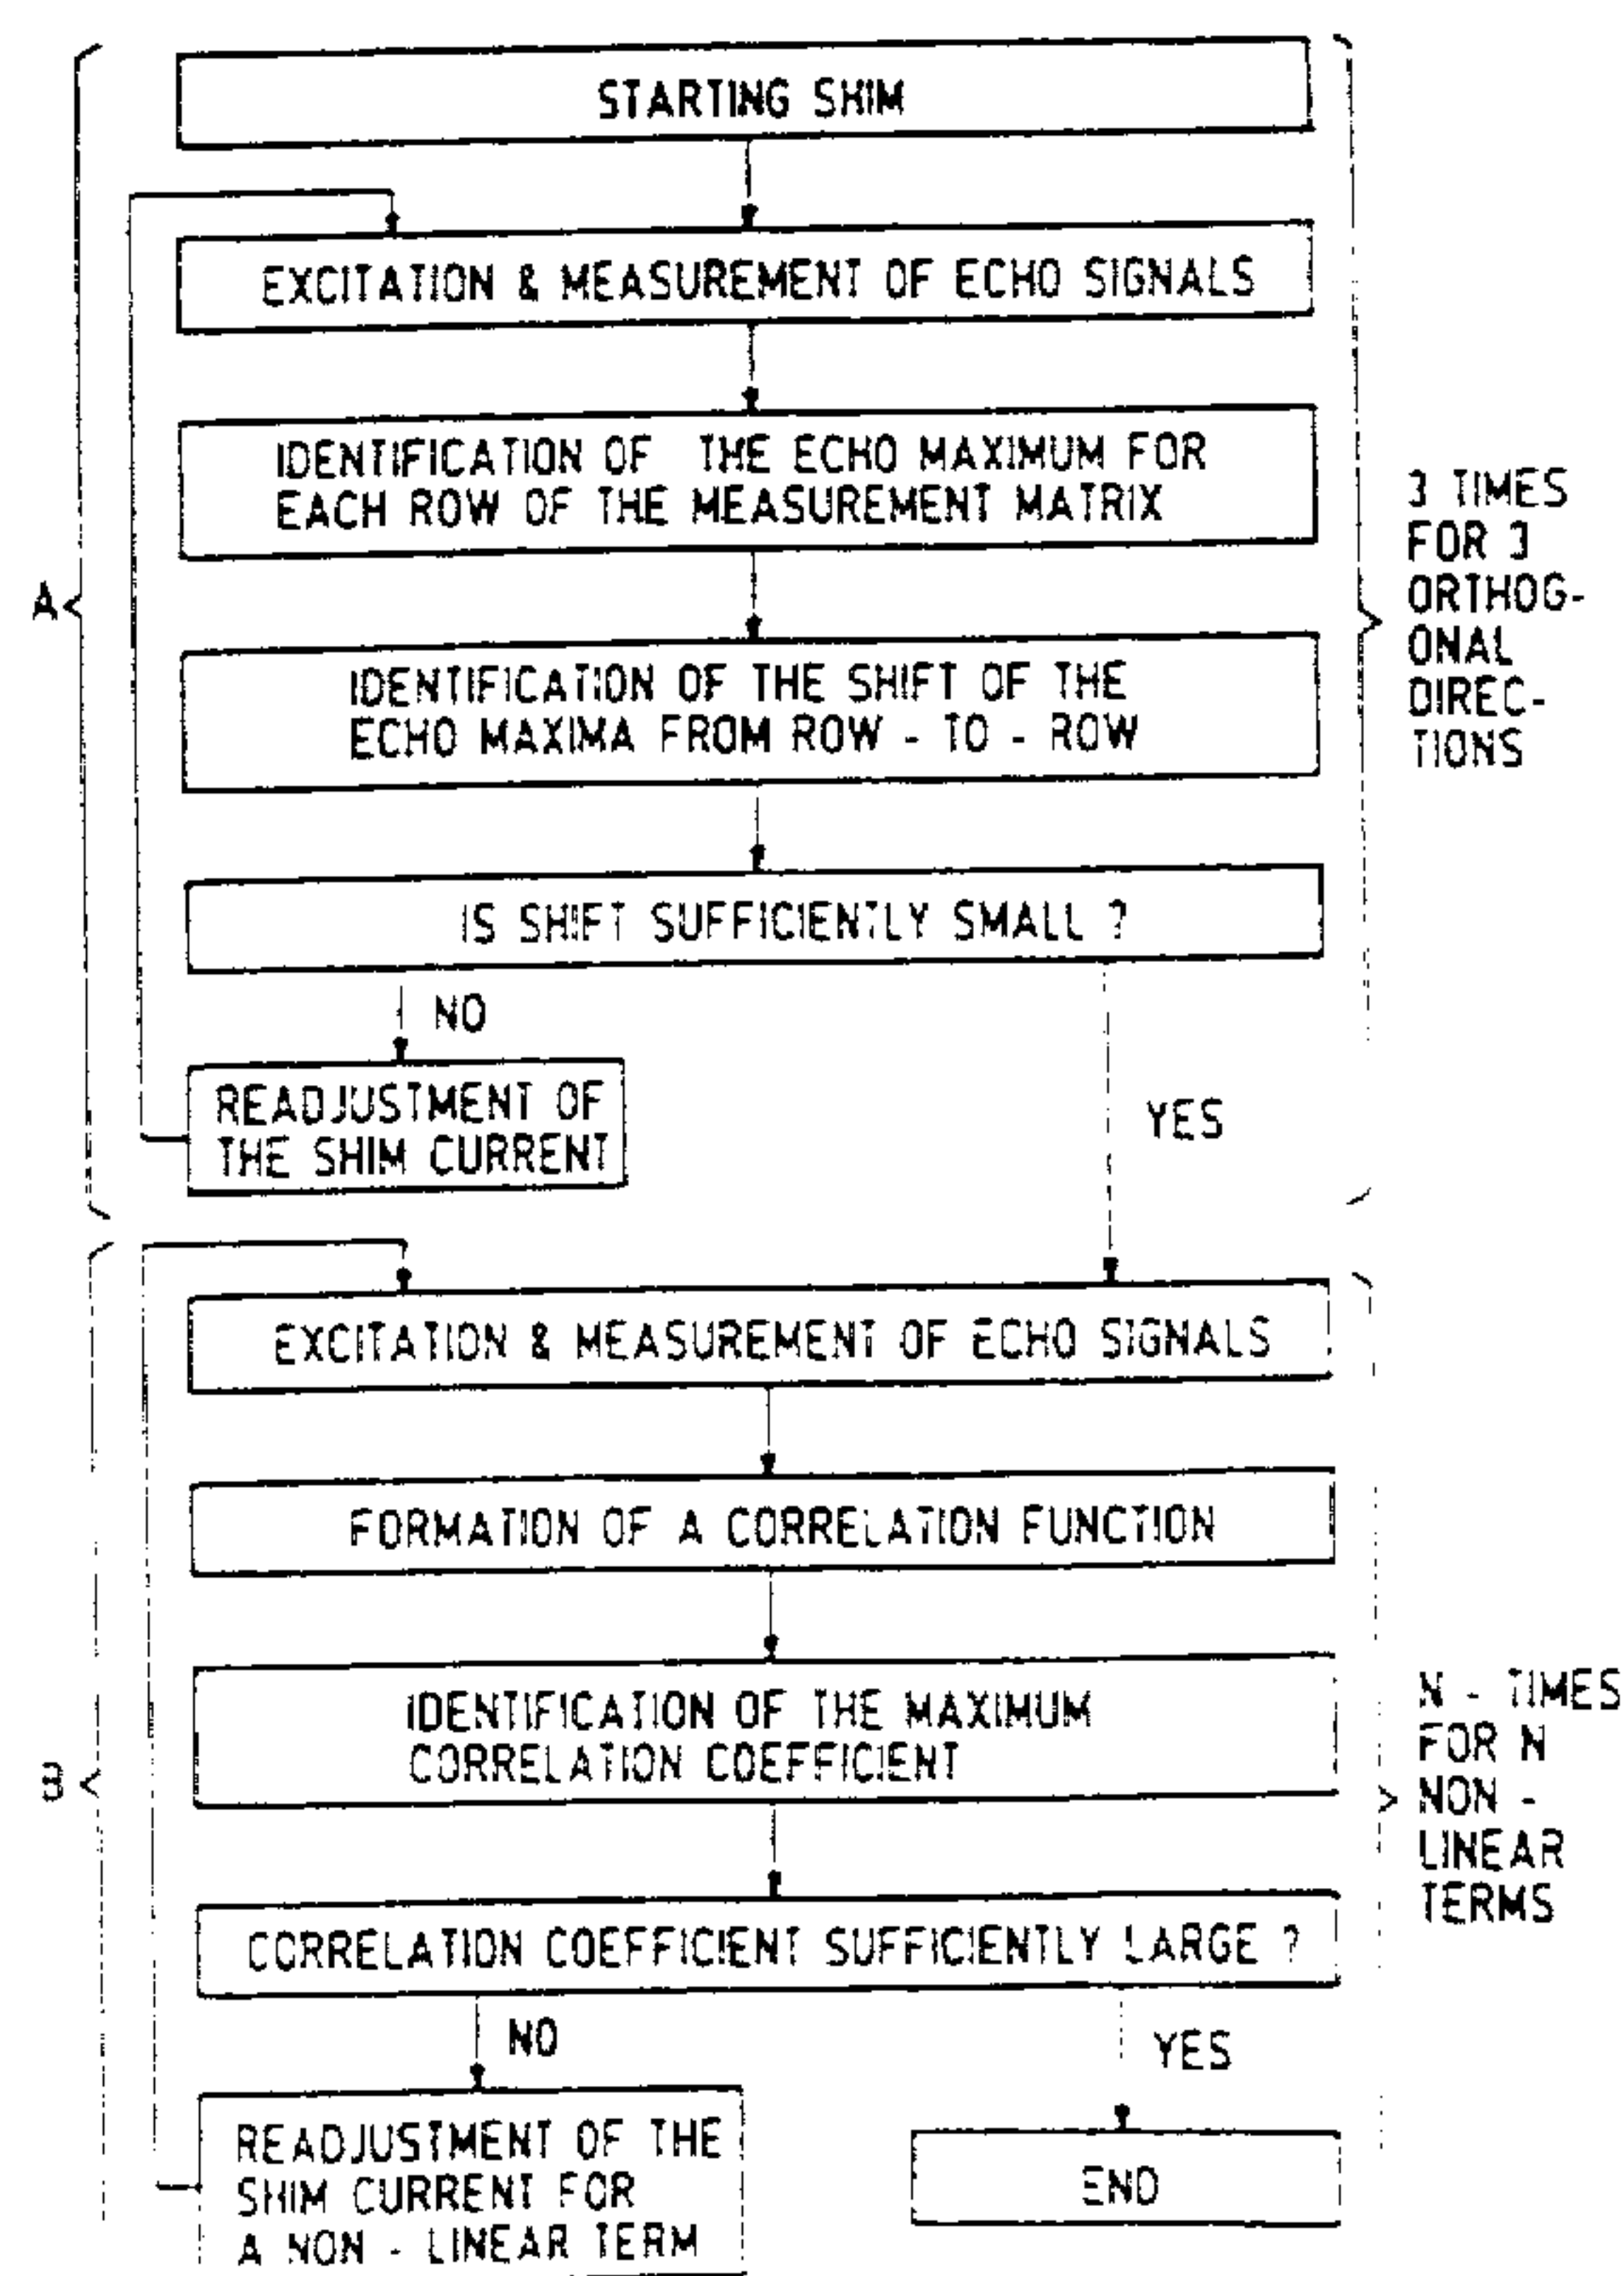 STARTING SHIM
EXCITATION & MEASUREMENT OF ECHO SIGNALS
IDENTIFICATION OF THE ECHO MAXIMUM FOR
EACH ROW OF THE MEASUREMENT MATRIX
A
3 TIMES
FOR 3
ORTHOG-
ONAL
DIREC-
TIONS
IDENTIFICATION OF THE SHIFT OF THE
ECHO MAXIMA FROM ROW - TO - ROW
IS SHIFT SUFFICIENTLY SMALL ?
NO
READJUSTMENT OF
THE SHIM CURRENT
YES
EXCITATION & MEASUREMENT OF ECHO SIGNALS
FORMATION OF A CORRELATION FUNCTION
IDENTIFICATION OF THE MAXIMUM
CORRELATION COEFFICIENT
B
N - TIMES
FOR N
NON -
LINEAR
TERMS
CORRELATION COEFFICIENT SUFFICIENTLY LARGE ?
NO
YES
READJUSTMENT OF THE
SHIM CURRENT FOR
A NON - LINEAR TERM
END